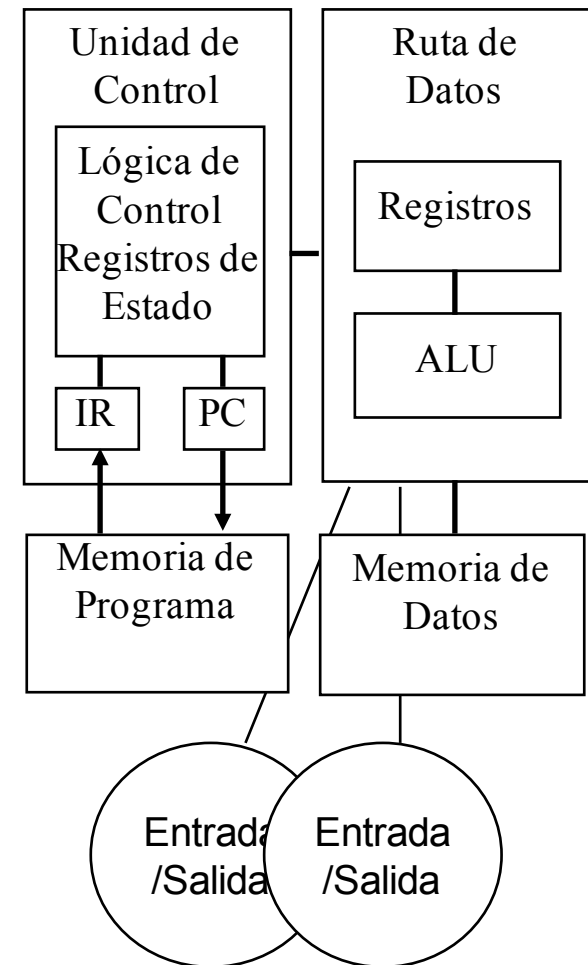 Unidad de
Control
Lógica de
Control
Registros de
Estado
IR
PC
Ruta de
Datos
Registros
ALU
Memoria de
Programa
Memoria de
Datos
Entrada
/Salida
Entrada
/Salida